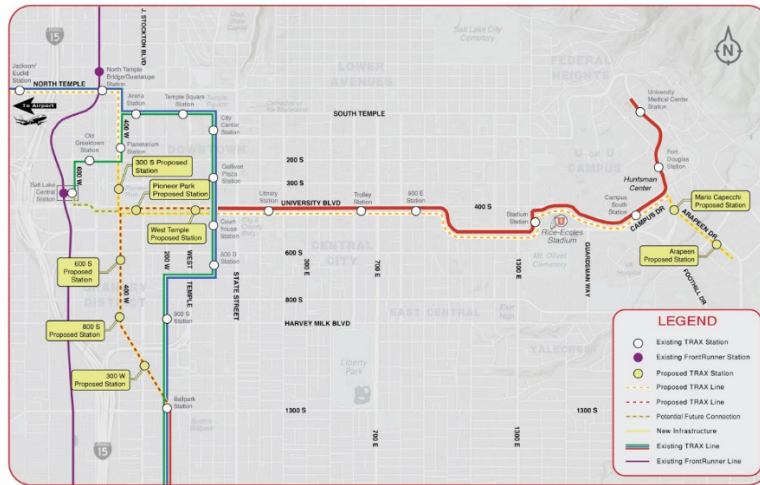 15
J. STOCKTON BLVD
Salt Lake City
Cemetery
N
Jackson/
Euclid
Station
NORTH TEMPLE
North Temple
Bridge/Guadalupe
Station
To Airport
LOWER
AVENUES
FEDERAL
HEIGHTS
Arena
Station
Temple Square
Station
City
Center
Station
SOUTH TEMPLE
University
Medical Center
Station
400 W
Old
Greektown
Station
Planetarium
Station
DOWNTOWN
600 W
300 S Proposed
Station
Gallivan
Plaza
Station
200 S
300 S
U OF U
CAMPUS
Fort
Douglas
Station
Huntsman
Center
Salt Lake
Central
Station
Pioneer Park
Proposed Station
Library
Station
UNIVERSITY BLVD
Trolley
Station
900 E
Station
400 S
Stadium
Station
Campus
South
Station
CAMPUS DR
Mario Capecchi
Proposed Station
ARAPEEN DR
West Temple
Proposed Station
Court
house
Station
Rice-Eccles
Stadium
Arapeen
Proposed Station
600 S
Proposed
Station
200 W
WEST
TEMPLE
600 S
Station
STATE STREET
CENTRAL
CITY
600 S
300 E
700 E
1300 E
Mt. Olivet
Cemetery
GUARDSMAN WAY
FOOTHILL DR
400 W
800 S
Proposed Station
900 S
Station
800 S
HARVEY MILK BLVD
EAST CENTRAL
East
High
YALECREST
300 W
Proposed Station
Liberty
Park
Ballpark
Station
1300 S
700 E
1300 E
1300 S
15
LEGEND
Existing TRAX Station
Existing FrontRunner Station
Proposed TRAX Station
Proposed TRAX Line
Proposed TRAX Line
Potential Future Connection
New Infrastructure
Existing TRAX Line
Existing FrontRunner Line